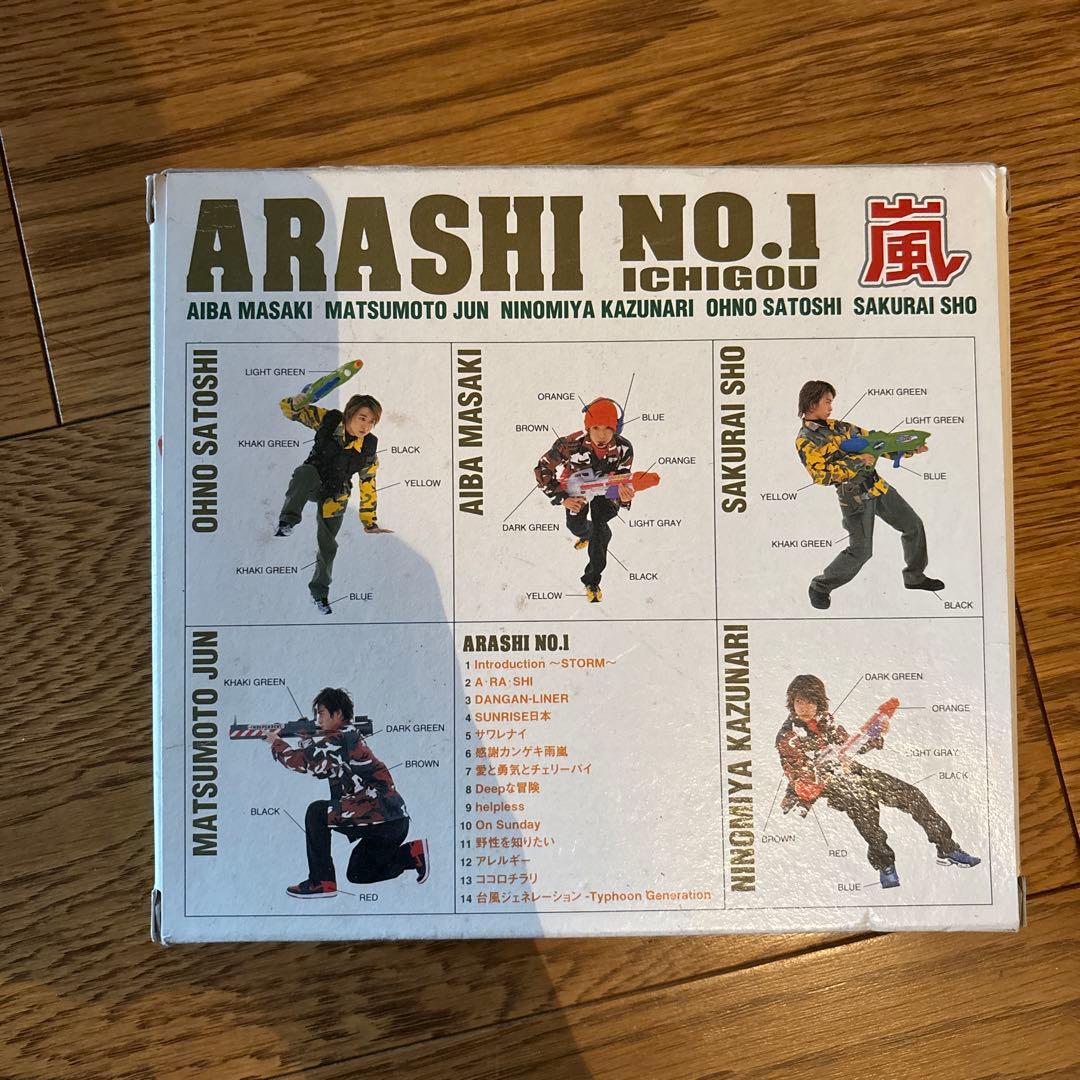 ARASHI NO.1
ICHIGOU
嵐
AIBA MASAKI MATSUMOTO JUN NINOMIYA KAZUNARI OHNO SATOSHI SAKURAI SHO
OHNO SATOSHI
LIGHT GREEN
KHAKI GREEN
BLACK
YELLOW
KHAKI GREEN
BLUE
AIBA MASAKI
ORANGE
BLUE
BROWN
ORANGE
DARK GREEN
LIGHT GRAY
BLACK
YELLOW
SAKURAI SHO
KHAKI GREEN
LIGHT GREEN
BLUE
YELLOW
KHAKI GREEN
BLACK
MATSUMOTO JUN
KHAKI GREEN
DARK GREEN
BROWN
BLACK
RED
ARASHI NO.1
1 Introduction 〜STORM〜
2 A・RA・SHI
3 DANGAN-LINER
4 SUNRISE日本
5 サワレナイ
6 感謝カンゲキ雨嵐
7 愛と勇気とチェリーパイ
8 Deepな冒険
9 helpless
10 On Sunday
11 野性を知りたい
12 アレルギー
13 ココロチラリ
14 台風ジェネレーション -Typhoon Generation
NINOMIYA KAZUNARI
DARK GREEN
ORANGE
LIGHT GRAY
BLACK
BROWN
RED
BLUE